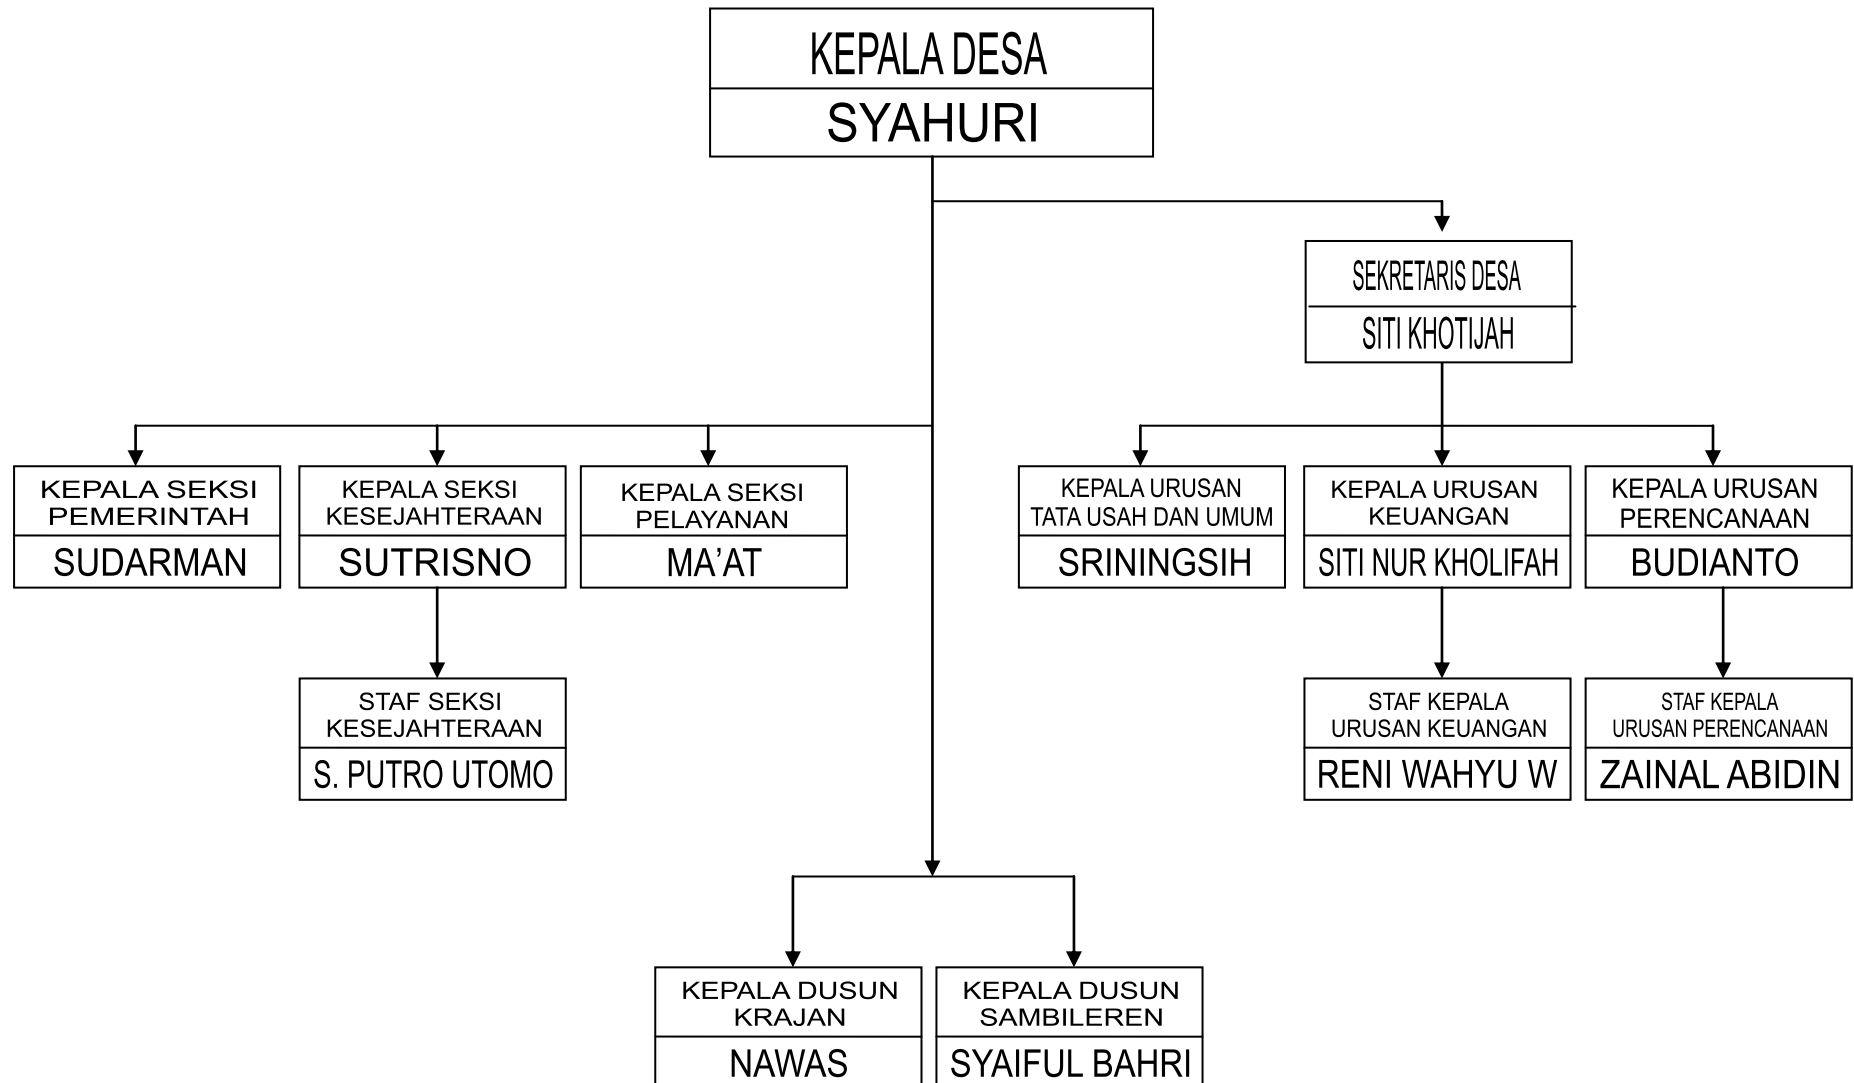 KEPALA DESA
SYAHURI
SEKRETARIS DESA
SITI KHOTIJAH
KEPALA SEKSI
PEMERINTAH
SUDARMAN
KEPALA SEKSI
KESEJAHTERAAN
SUTRISNO
KEPALA SEKSI
PELAYANAN
MA’AT
KEPALA URUSAN
TATA USAH DAN UMUM
SRININGSIH
KEPALA URUSAN
KEUANGAN
SITI NUR KHOLIFAH
KEPALA URUSAN
PERENCANAAN
BUDIANTO
STAF SEKSI
KESEJAHTERAAN
S. PUTRO UTOMO
STAF KEPALA
URUSAN KEUANGAN
RENI WAHYU W
STAF KEPALA
URUSAN PERENCANAAN
ZAINAL ABIDIN
KEPALA DUSUN
KRAJAN
NAWAS
KEPALA DUSUN
SAMBILEREN
SYAIFUL BAHRI